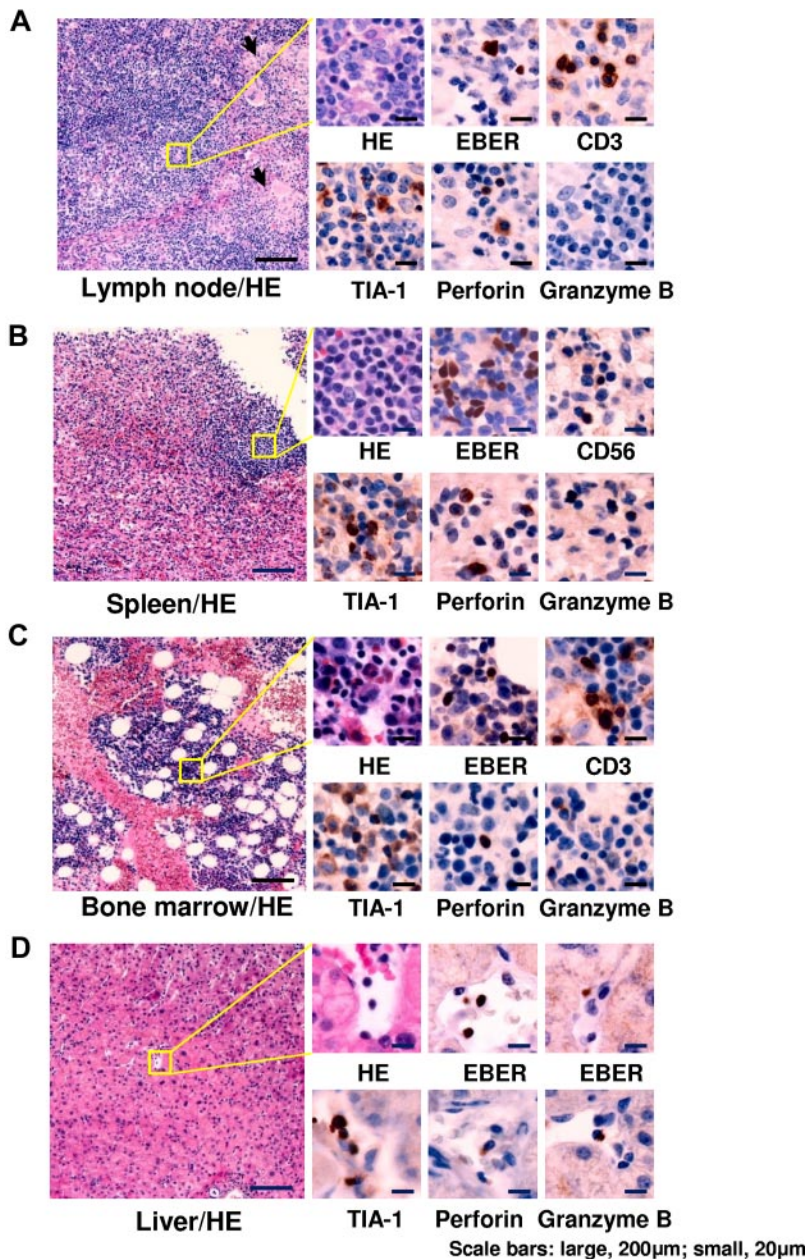 A
HE EBER CD3
Lymph node/HE
TIA-1 Perforin Granzyme B
B
HE EBER CD56
Spleen/HE
TIA-1 Perforin Granzyme B
C
HE EBER CD3
Bone marrow/HE
TIA-1 Perforin Granzyme B
D
HE EBER EBER
Liver/HE
TIA-1 Perforin Granzyme B
Scale bars: large, 200µm; small, 20µm